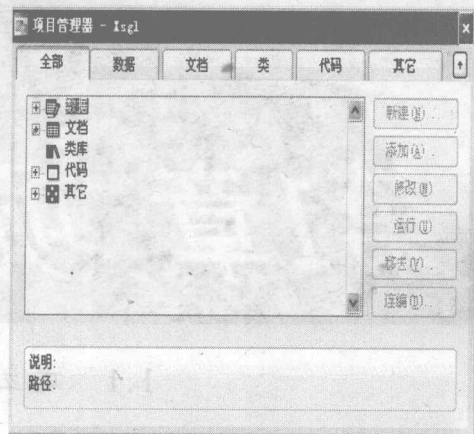 项目管理器 - Xsgl
全部 数据 文档 类 代码 其它
数据
文档
类库
代码
其它
新建(N)...
添加(A)...
修改(M)
运行(U)
移去(V)...
连编(D)...
说明:
路径: